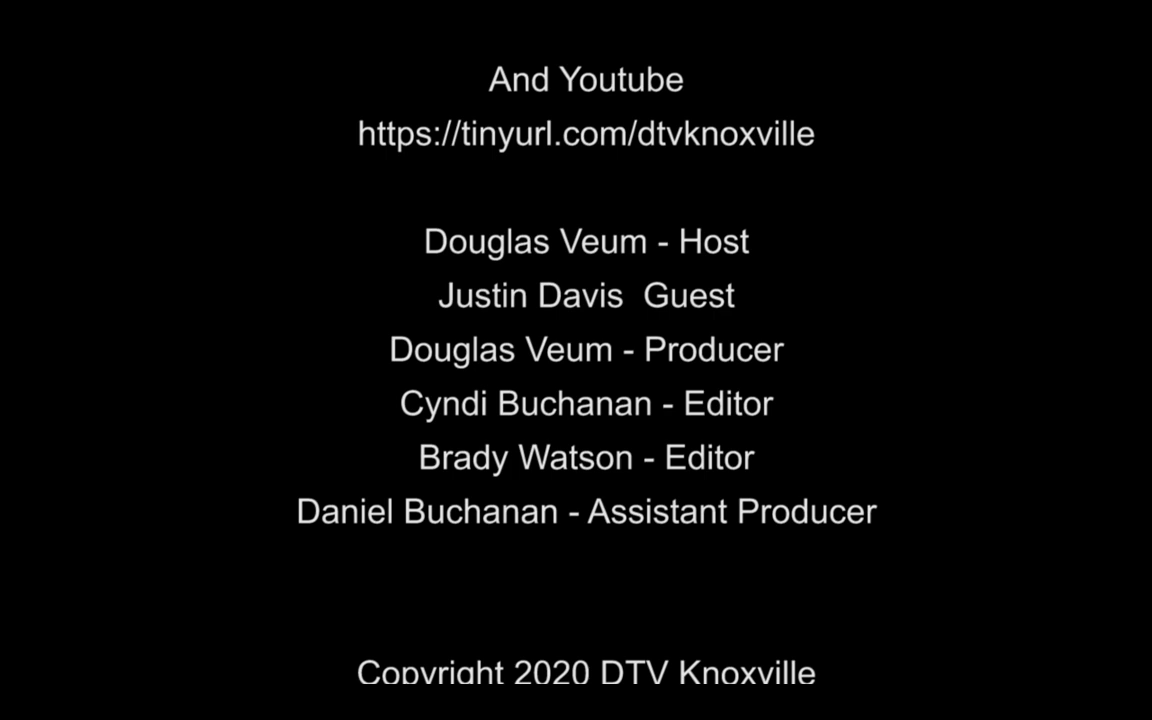 And Youtube
https://tinyurl.com/dtvknoxville
Douglas Veum - Host
Justin Davis  Guest
Douglas Veum - Producer
Cyndi Buchanan - Editor
Brady Watson - Editor
Daniel Buchanan - Assistant Producer
Copyright 2020 DTV Knoxville